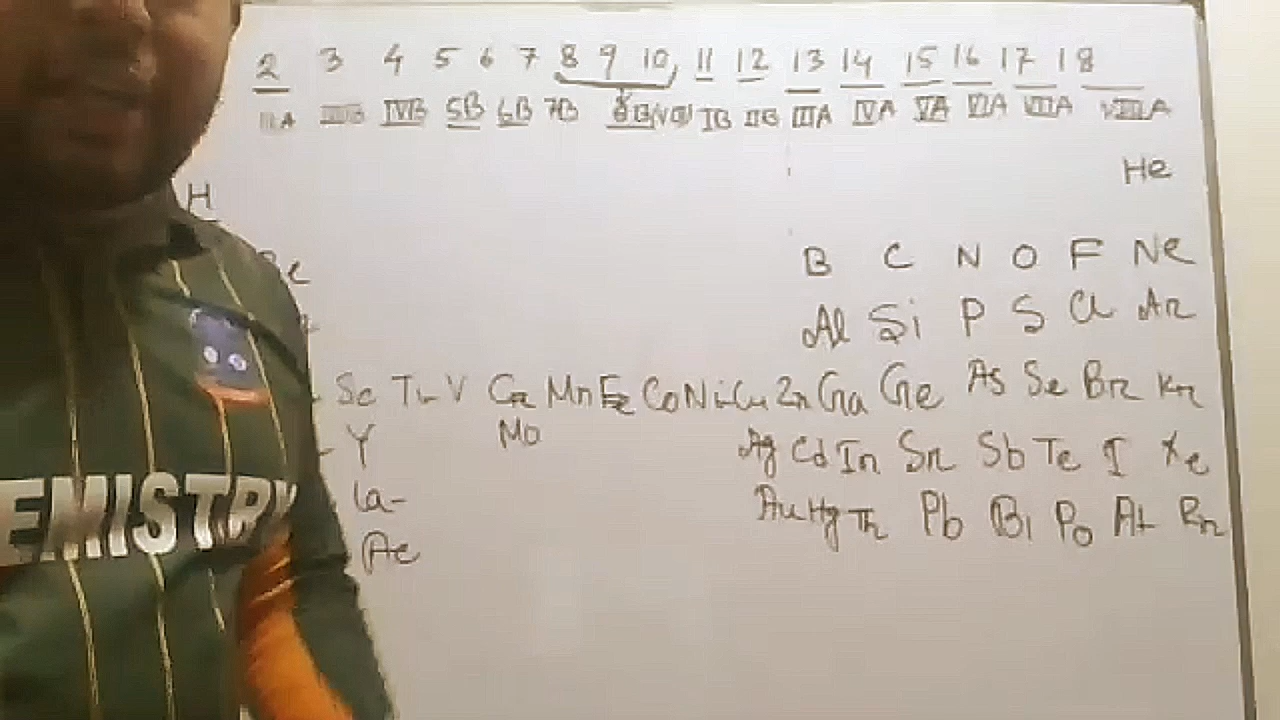 2 3 4 5 6 7 8 9 10, 11 12 13 14 15 16 17 18
IIA IIIB IVB 5B 6B 7B IB IIB IIIA IVA VA VIA VIIA VIIIA
He
H
B C N O F Ne
Al Si P S Cl Ar
Sc V Cr Mn Fe Co Ni Cu Zn Ga Ge As Se Br Kr
Mo
Y Ag Cd In Sn Sb Te I Xe
La-
Au Hg Pb Bi Po At Rn
Ac
EMISTRY